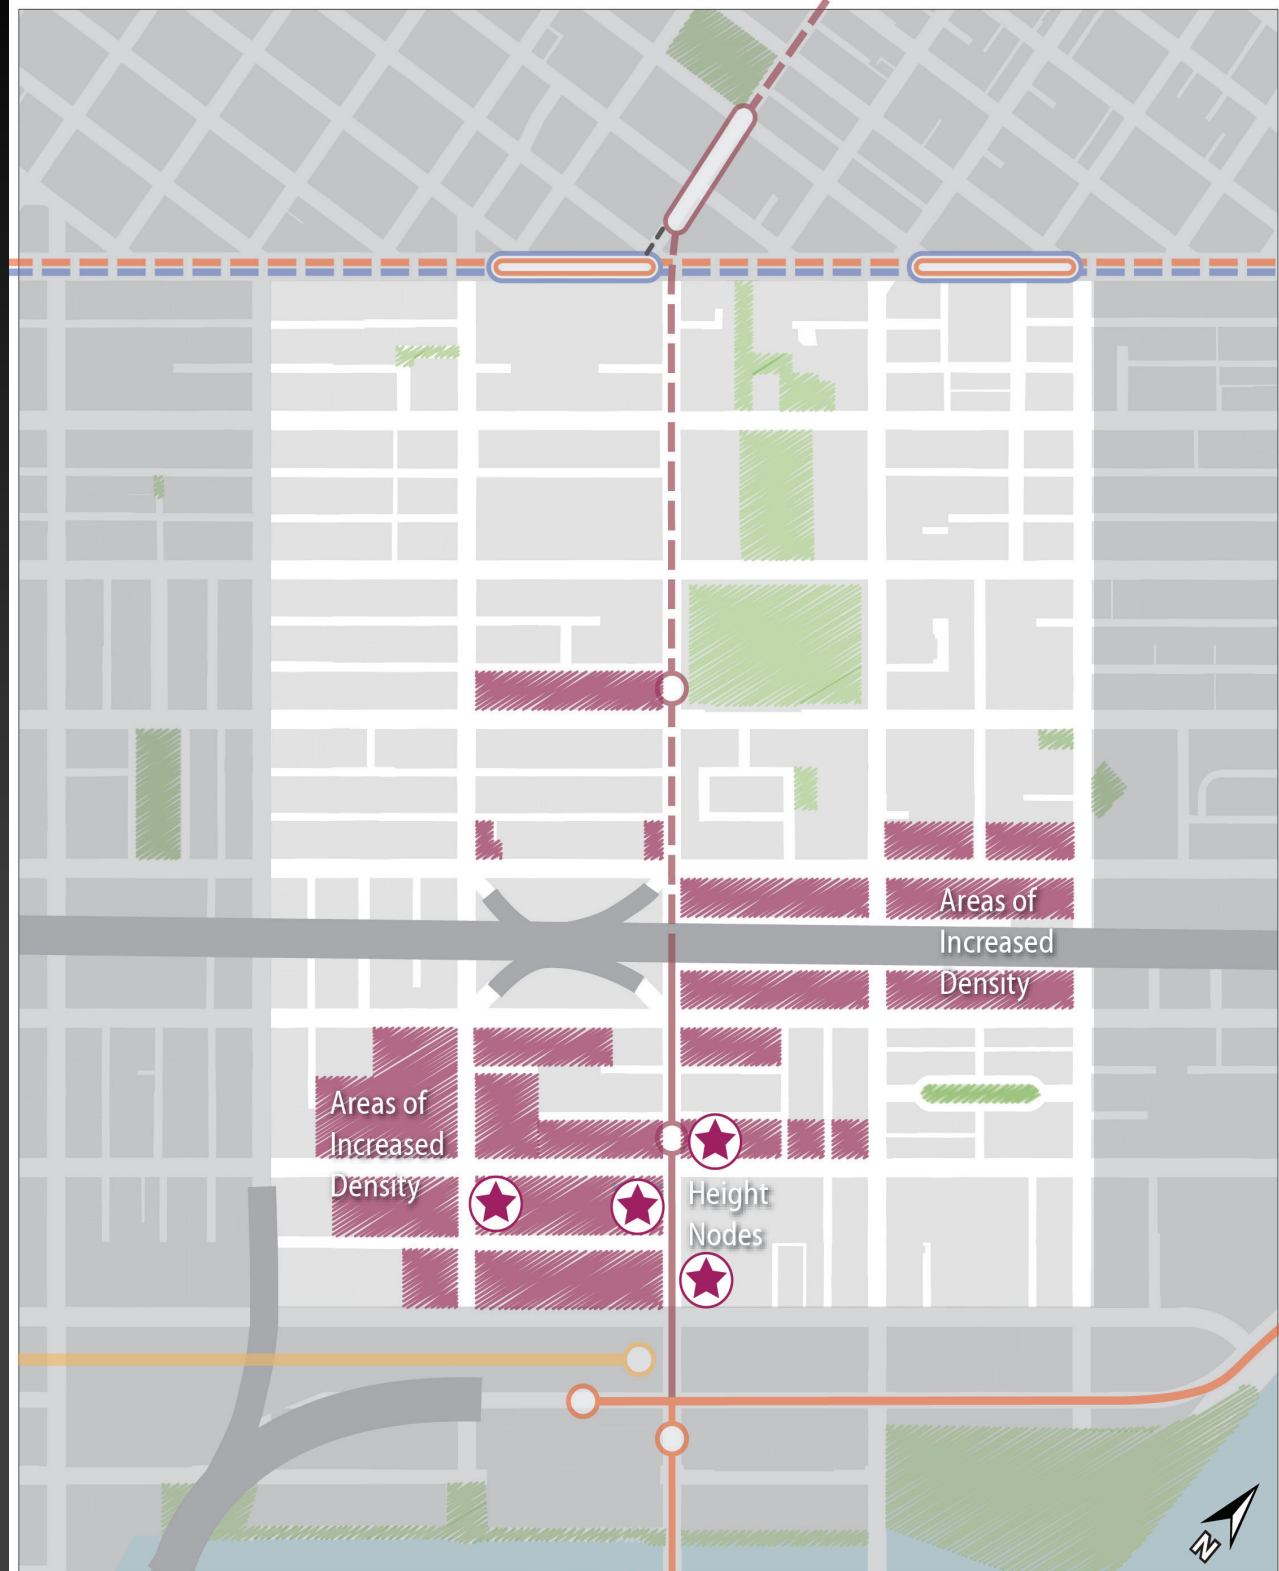 Areas of
Increased
Density
Areas of
Increased
Density
Height
Nodes
N